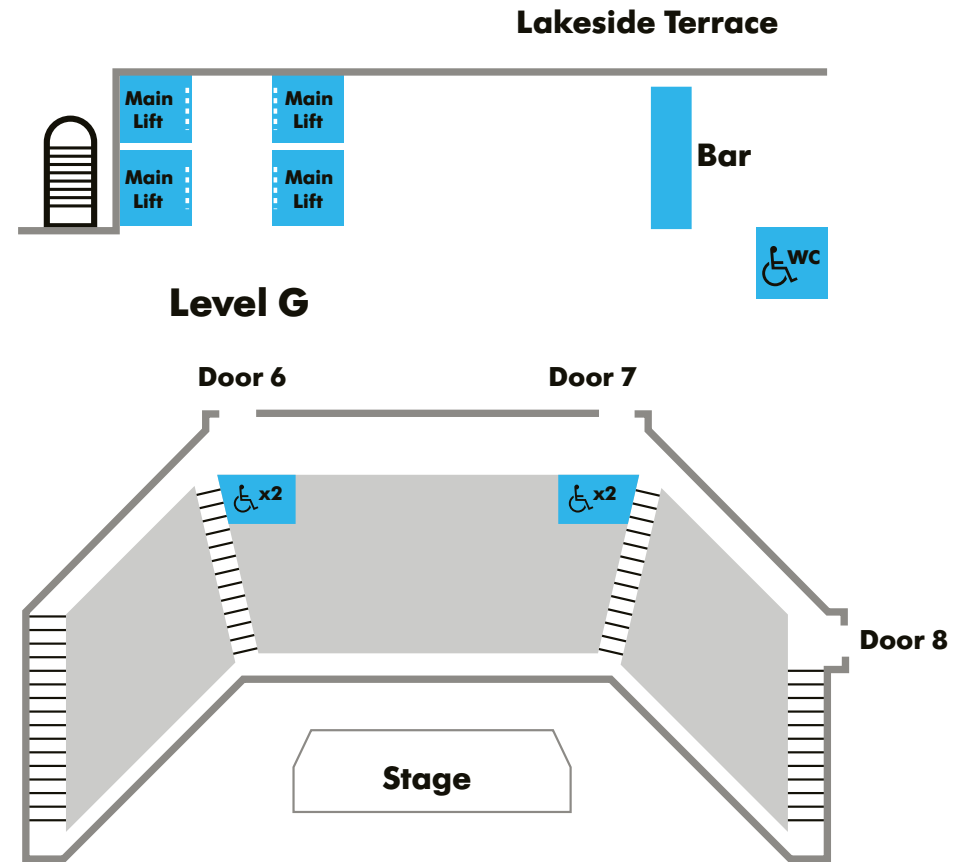 Lakeside Terrace
Main
Lift
Main
Lift
Main
Lift
Main
Lift
Bar
WC
Level G
Door 6
Door 7
x2
x2
Door 8
Stage